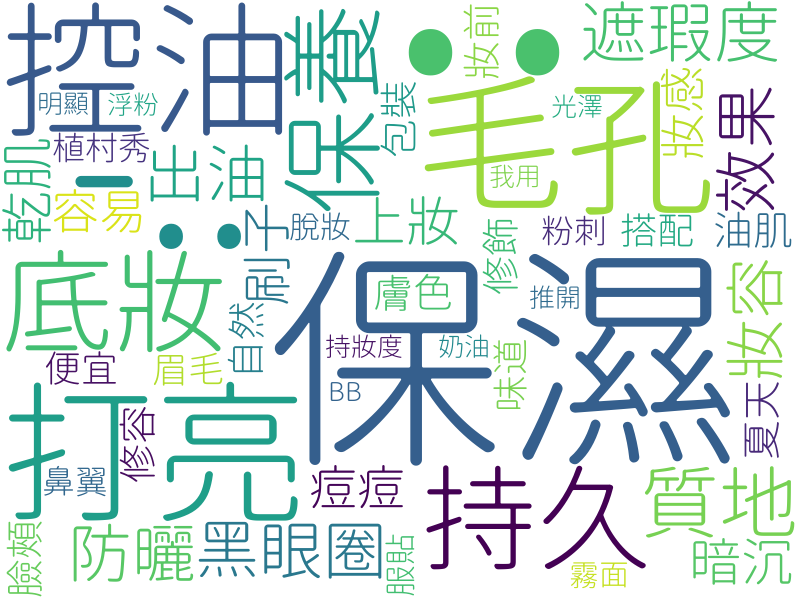 控油
保養
毛孔
妝前
遮瑕度
明顯
浮粉
包裝
光澤
妝感
效果
植村秀
我用
乾肌
出油
容易
子
脫妝
上妝
修飾
粉刺
搭配
油肌
底妝
刷
保濕
膚色
推開
妝容
自然
便宜
眉毛
持妝度
奶油
味道
BB
打亮
修容
夏天
鼻翼
痘痘
持久
質地
臉頰
防曬
黑眼圈
服貼
暗沉
霧面